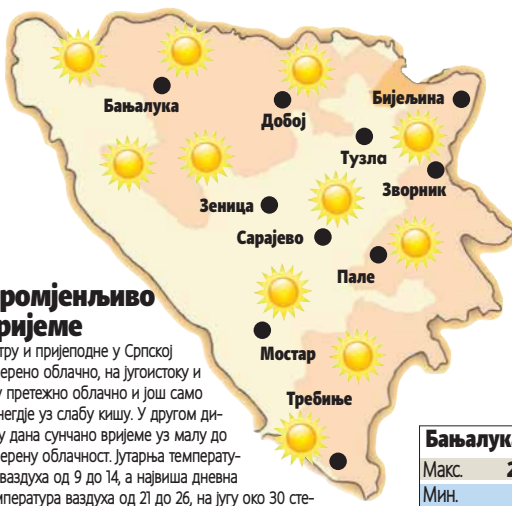 Бањалука
Добој
Бијељина
Тузла
Зворник
Зеница
Сарајево
Пале
Мостар
Требиње
ромјенљиво
ријеме
тру и пријеподне у Српској
ерено облачно, на југоистоку и
у претежно облачно и још само
негдје уз слабу кишу. У другом ди-
у дана сунчано вријеме уз малу до
ерену облачност. Јутарња температу-
ваздуха од 9 до 14, а највиша дневна
мпература ваздуха од 21 до 26, на југу око 30 сте-
Бањалука
Макс. 2
Мин.